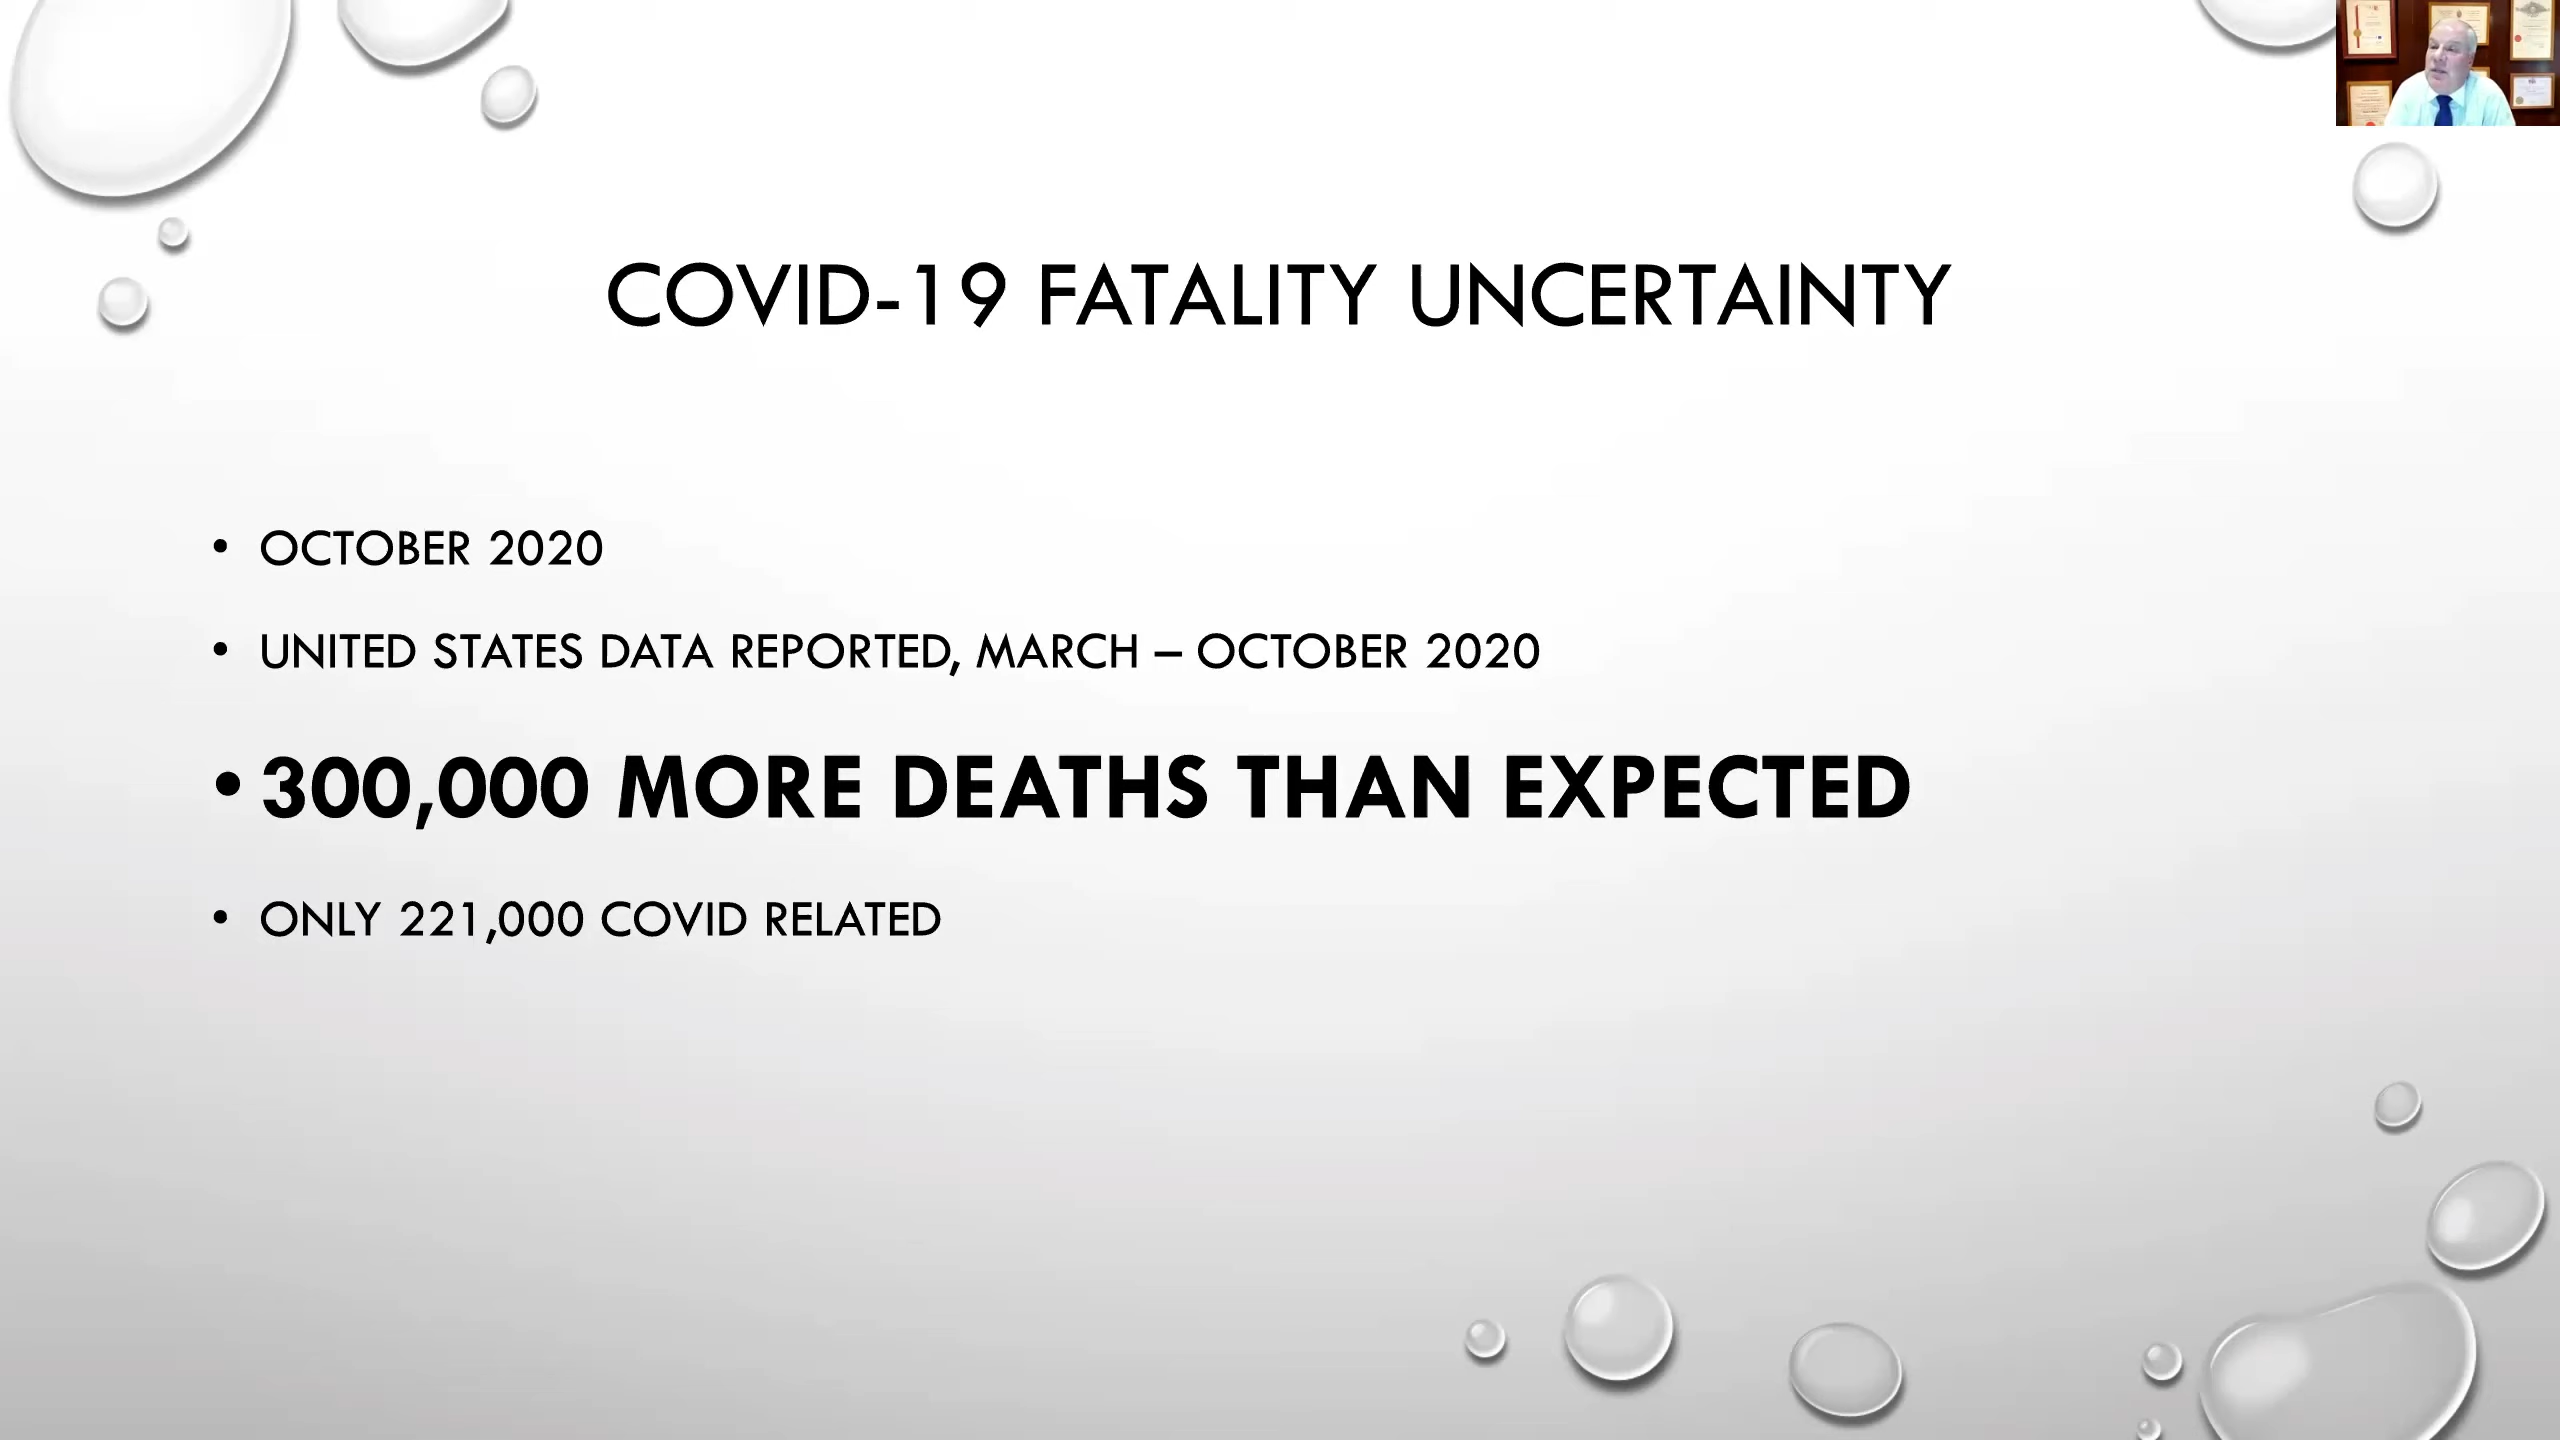 COVID-19 FATALITY UNCERTAINTY
• OCTOBER 2020
• UNITED STATES DATA REPORTED, MARCH – OCTOBER 2020
• 300,000 MORE DEATHS THAN EXPECTED
• ONLY 221,000 COVID RELATED